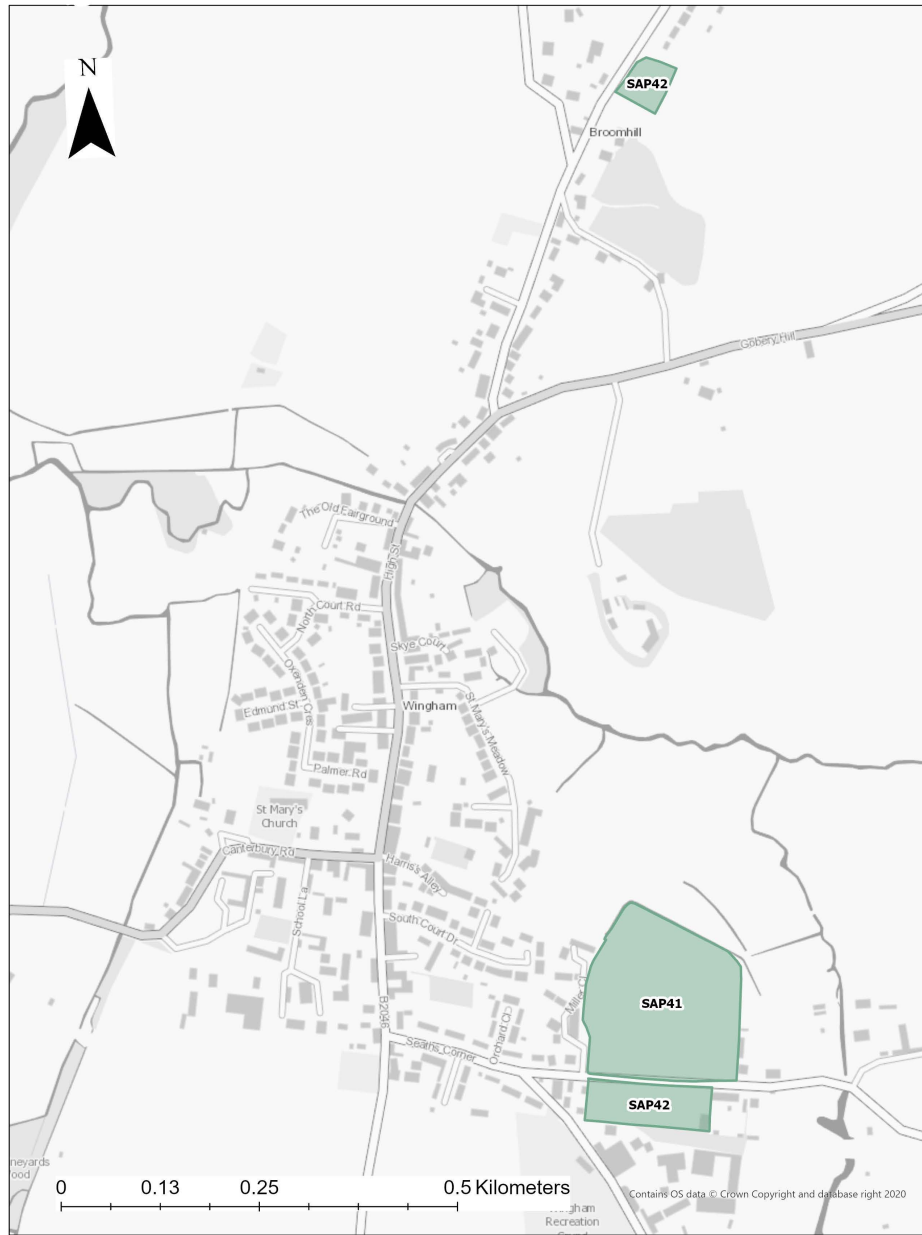 N
SAP42
Broomhill
Gobery Hill
The Old Fairground
High St
North Court Rd
Skye Court
Oxenden Cres
Edmund St
Wingham
St Mary's Meadow
Palmer Rd
St Mary's
Church
Canterbury Rd
Harris's Alley
School La
South Court Dr
Miller Cl
SAP41
B2046
Orchard Cl
Seaths Corner
SAP42
neyards
ood
0 0.13 0.25 0.5 Kilometers
Contains OS data © Crown Copyright and database right 2020
Wingham
Recreation